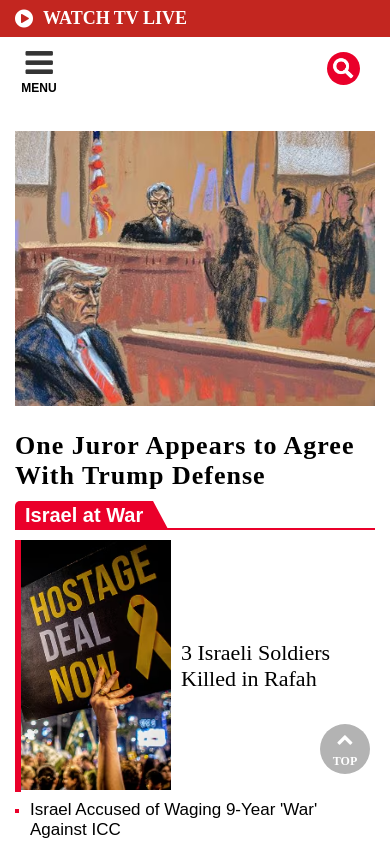 WATCH TV LIVE
MENU
One Juror Appears to Agree
With Trump Defense
Israel at War
HOSTAGE
DEAL
NOW
3 Israeli Soldiers
Killed in Rafah
TOP
Israel Accused of Waging 9-Year 'War'
Against ICC